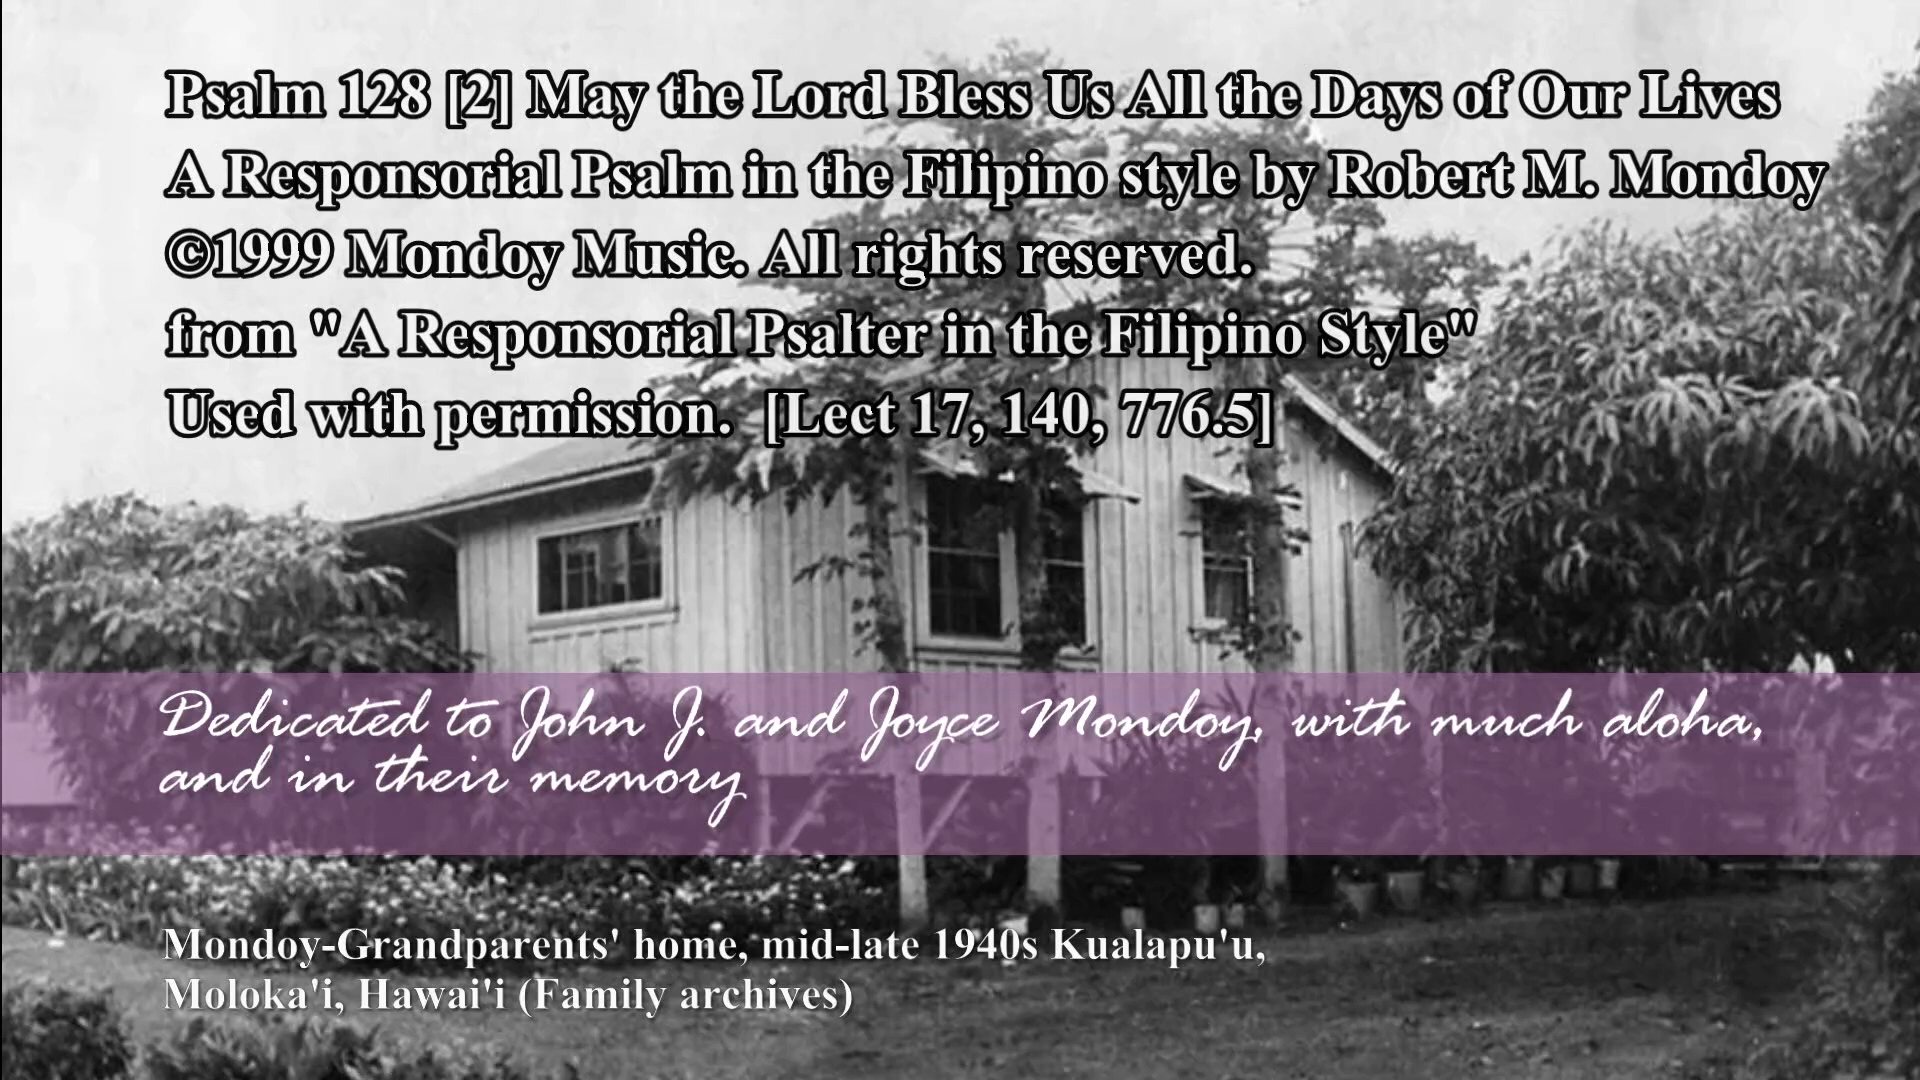 Psalm 128 [2] May the Lord Bless Us All the Days of Our Lives
A Responsorial Psalm in the Filipino style by Robert M. Mondoy
©1999 Mondoy Music. All rights reserved.
from "A Responsorial Psalter in the Filipino Style"
Used with permission.  [Lect 17, 140, 776.5]
Dedicated to John J. and Joyce Mondoy, with much aloha,
and in their memory
Mondoy-Grandparents' home, mid-late 1940s Kualapu'u,
Moloka'i, Hawai'i (Family archives)